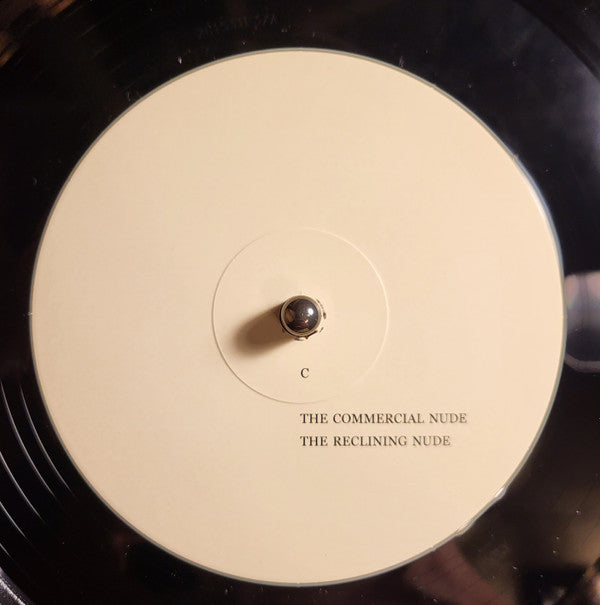 C
THE COMMERCIAL NUDE
THE RECLINING NUDE